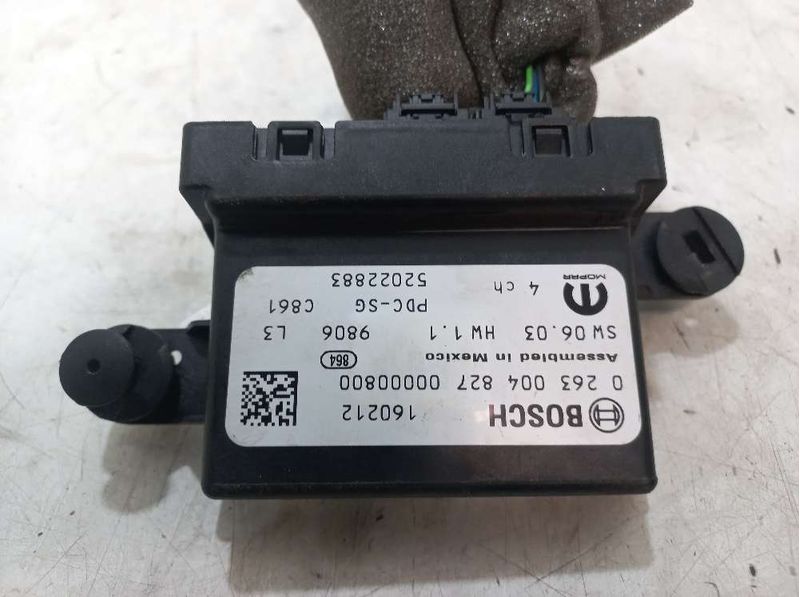 BOSCH 160212
0 263 004 827 00000800
Assembled in Mexico 864
SW 06.03 HW 1.1 9806 L3
4 ch PDC-SG C861
MOPAR 52022883